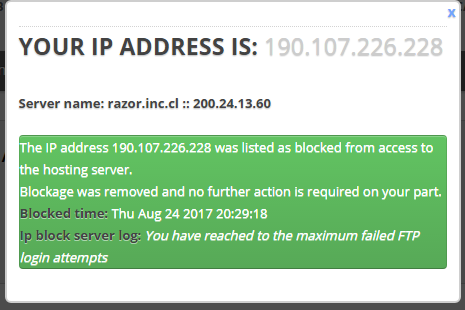 x
YOUR IP ADDRESS IS: 190.107.226.228
Server name: razor.inc.cl :: 200.24.13.60
The IP address 190.107.226.228 was listed as blocked from access to
the hosting server.
Blockage was removed and no further action is required on your part.
Blocked time: Thu Aug 24 2017 20:29:18
Ip block server log: You have reached to the maximum failed FTP
login attempts